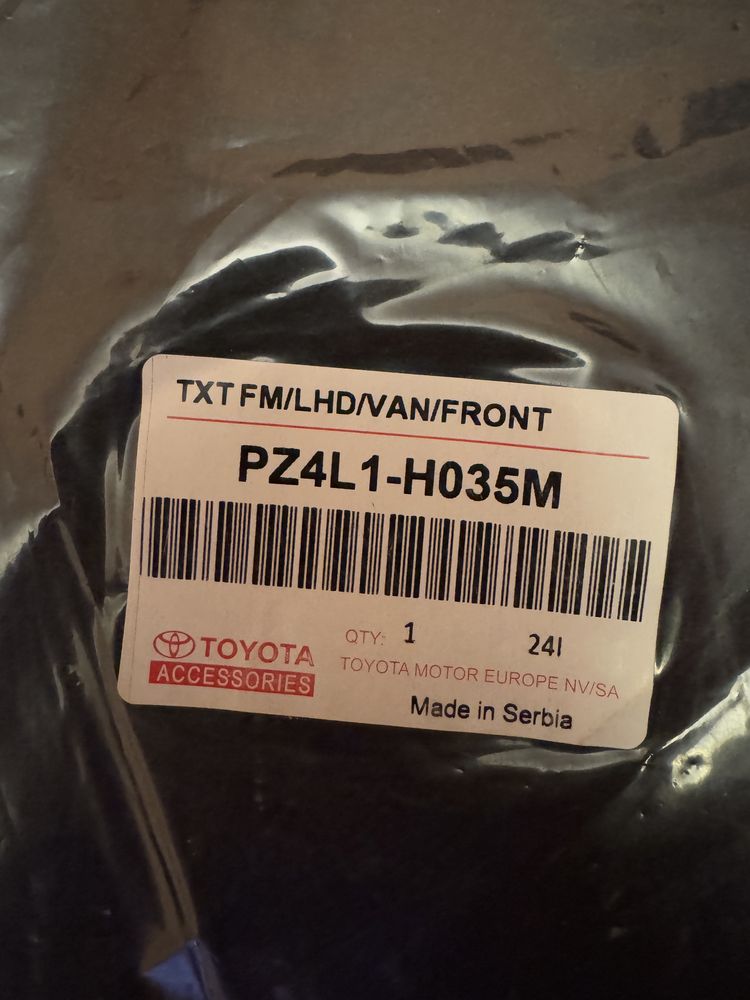 TXT FM/LHD/VAN/FRONT
PZ4L1-H035M
TOYOTA
ACCESSORIES
QTY: 1 24I
TOYOTA MOTOR EUROPE NV/SA
Made in Serbia